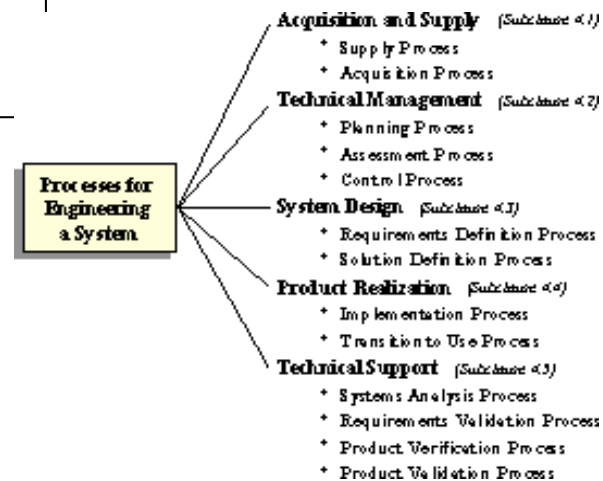 Acquisition and Supply (Subclause 4.1)
* Supply Process
* Acquisition Process
Technical Management (Subclause 4.2)
* Planning Process
* Assessment Process
* Control Process
Processes for
Engineering
a System
System Design (Subclause 4.3)
* Requirements Definition Process
* Solution Definition Process
Product Realization (Subclause 4.4)
* Implementation Process
* Transition to Use Process
Technical Support (Subclause 4.5)
* Systems Analysis Process
* Requirements Validation Process
* Product Verification Process
* Product Validation Process